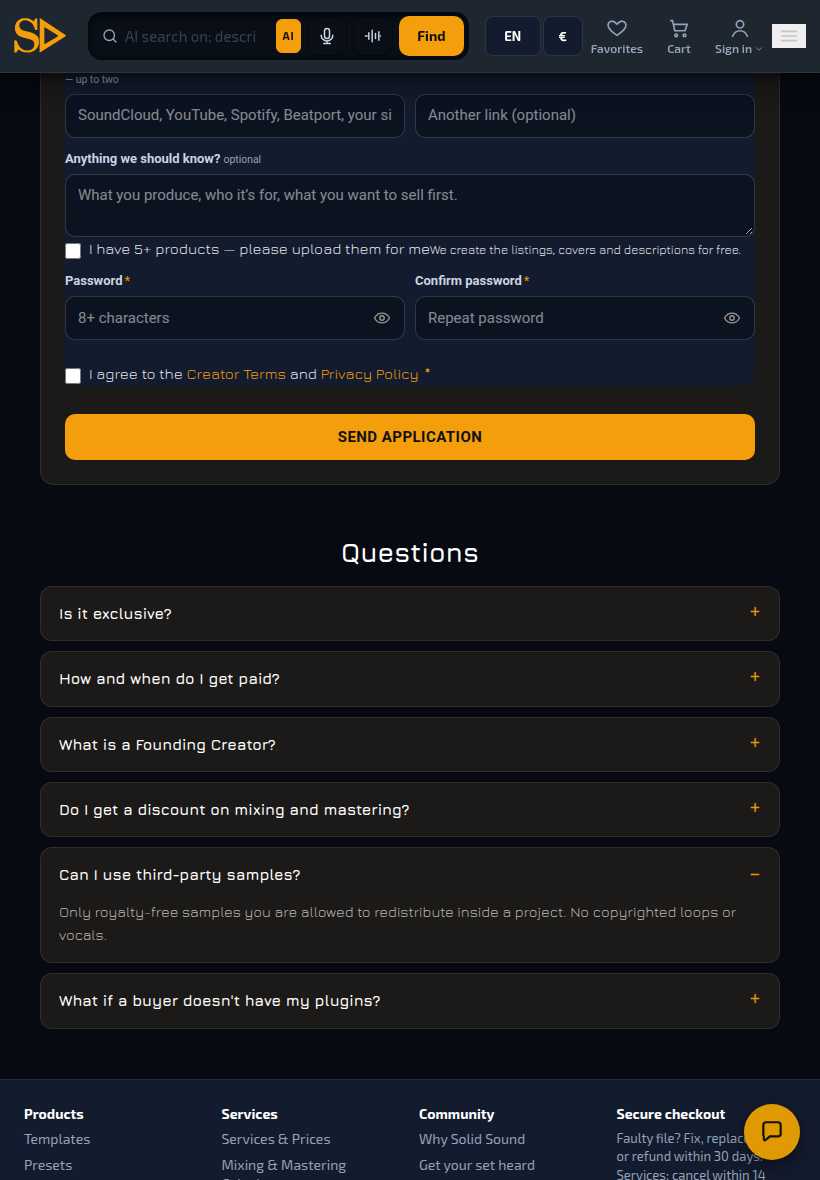 AI search on: descri
AI
Find
EN
€
Favorites
Cart
Sign in
— up to two
SoundCloud, YouTube, Spotify, Beatport, your si
Another link (optional)
Anything we should know? optional
What you produce, who it's for, what you want to sell first.
I have 5+ products — please upload them for meWe create the listings, covers and descriptions for free.
Password *
Confirm password *
8+ characters
Repeat password
I agree to the Creator Terms and Privacy Policy *
SEND APPLICATION
Questions
Is it exclusive?
+
How and when do I get paid?
+
What is a Founding Creator?
+
Do I get a discount on mixing and mastering?
+
Can I use third-party samples?
–
Only royalty-free samples you are allowed to redistribute inside a project. No copyrighted loops or
vocals.
What if a buyer doesn't have my plugins?
+
Products
Services
Community
Secure checkout
Templates
Services & Prices
Why Solid Sound
Faulty file? Fix, replac
or refund within 30 days.
Presets
Mixing & Mastering
Get your set heard
Services: cancel within 14